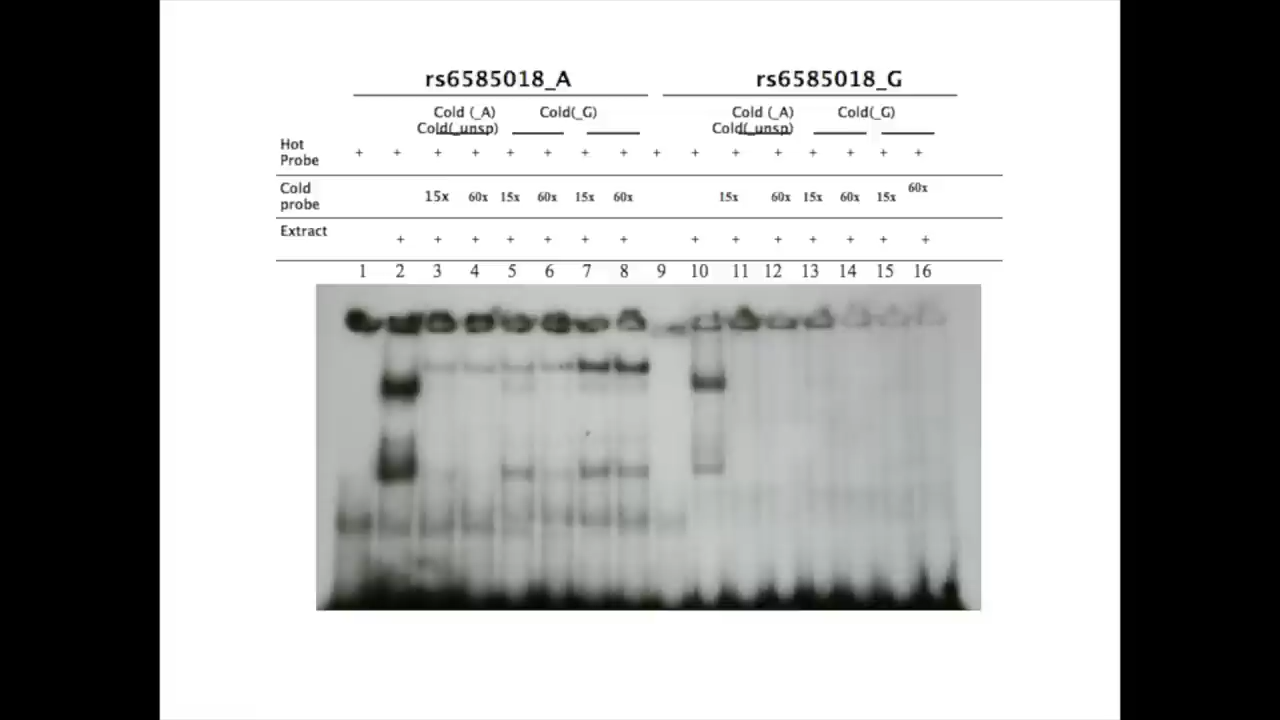 rs6585018_A rs6585018_G
Cold (_A) Cold(_G) Cold (_A) Cold(_G)
Cold(_unsp) Cold(_unsp)
Hot
Probe + + + + + + + + + + + + + + + +
Cold
probe 15x 60x 15x 60x 15x 60x 15x 60x 15x 60x 15x 60x
Extract + + + + + + + + + + + + + +
1 2 3 4 5 6 7 8 9 10 11 12 13 14 15 16